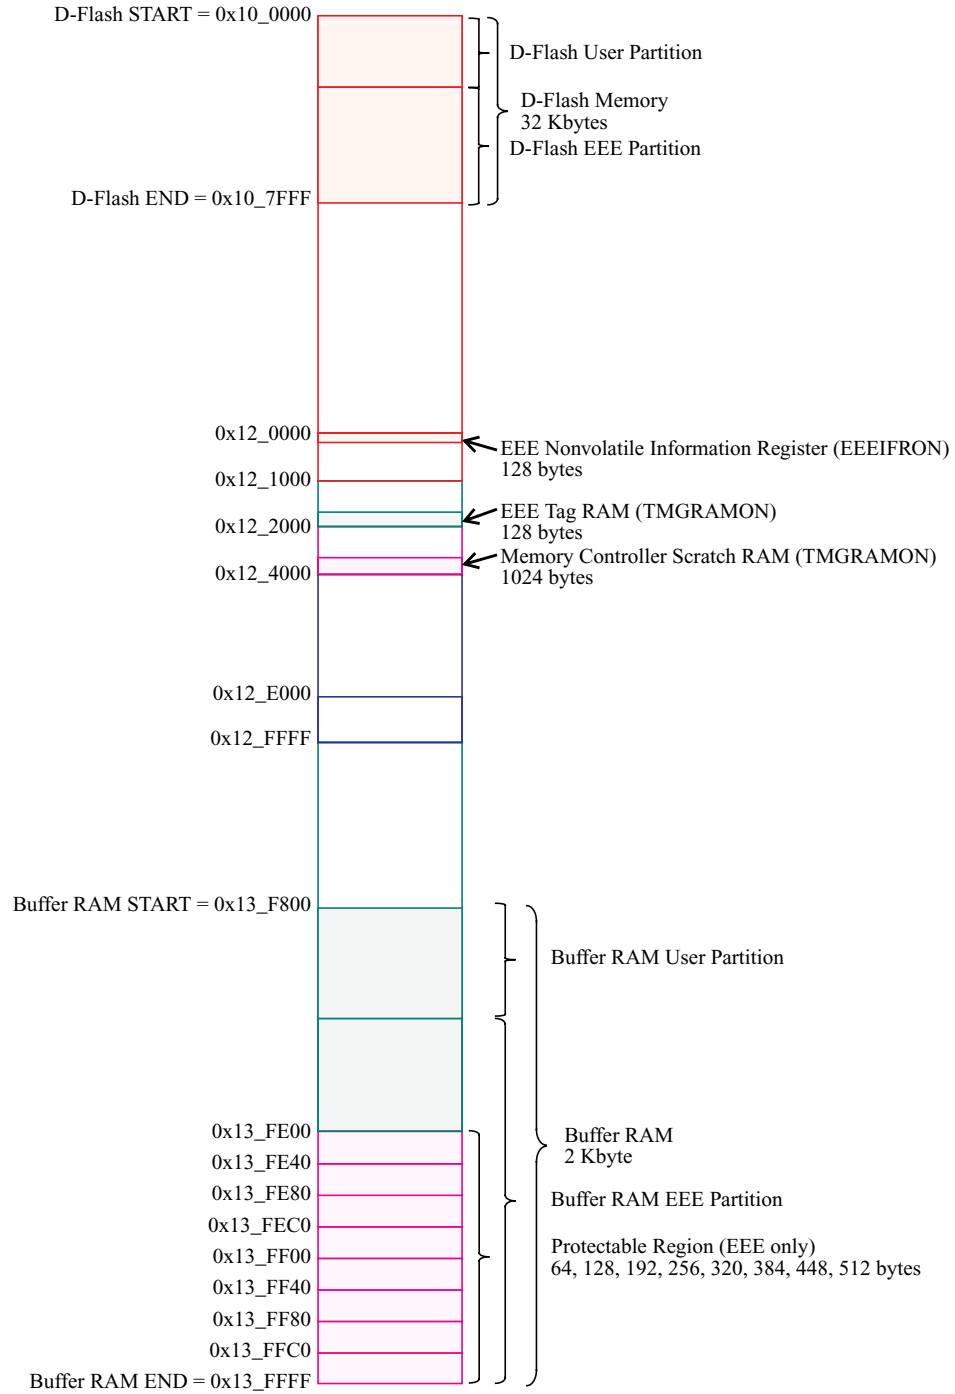 D-Flash START = 0x10_0000
D-Flash User Partition
D-Flash Memory
32 Kbytes
D-Flash EEE Partition
D-Flash END = 0x10_7FFF
0x12_0000
EEE Nonvolatile Information Register (EEEIFRON)
128 bytes
0x12_1000
EEE Tag RAM (TMGRAMON)
128 bytes
0x12_2000
Memory Controller Scratch RAM (TMGRAMON)
1024 bytes
0x12_4000
0x12_E000
0x12_FFFF
Buffer RAM START = 0x13_F800
Buffer RAM User Partition
0x13_FE00
Buffer RAM
2 Kbyte
0x13_FE40
0x13_FE80
Buffer RAM EEE Partition
0x13_FEC0
0x13_FF00
Protectable Region (EEE only)
64, 128, 192, 256, 320, 384, 448, 512 bytes
0x13_FF40
0x13_FF80
0x13_FFC0
Buffer RAM END = 0x13_FFFF